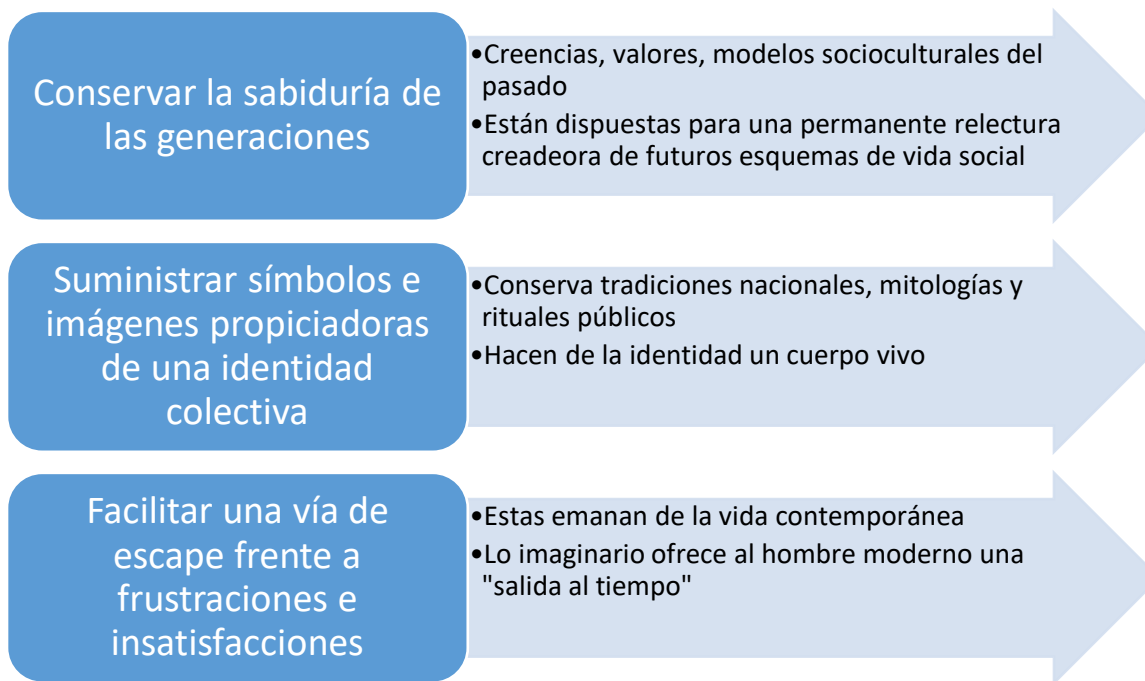 Conservar la sabiduría de
las generaciones
•Creencias, valores, modelos socioculturales del
pasado
•Están dispuestas para una permanente relectura
creadeora de futuros esquemas de vida social
Suministrar símbolos e
imágenes propiciadoras
de una identidad
colectiva
•Conserva tradiciones nacionales, mitologías y
rituales públicos
•Hacen de la identidad un cuerpo vivo
Facilitar una vía de
escape frente a
frustraciones e
insatisfacciones
•Estas emanan de la vida contemporánea
•Lo imaginario ofrece al hombre moderno una
"salida al tiempo"